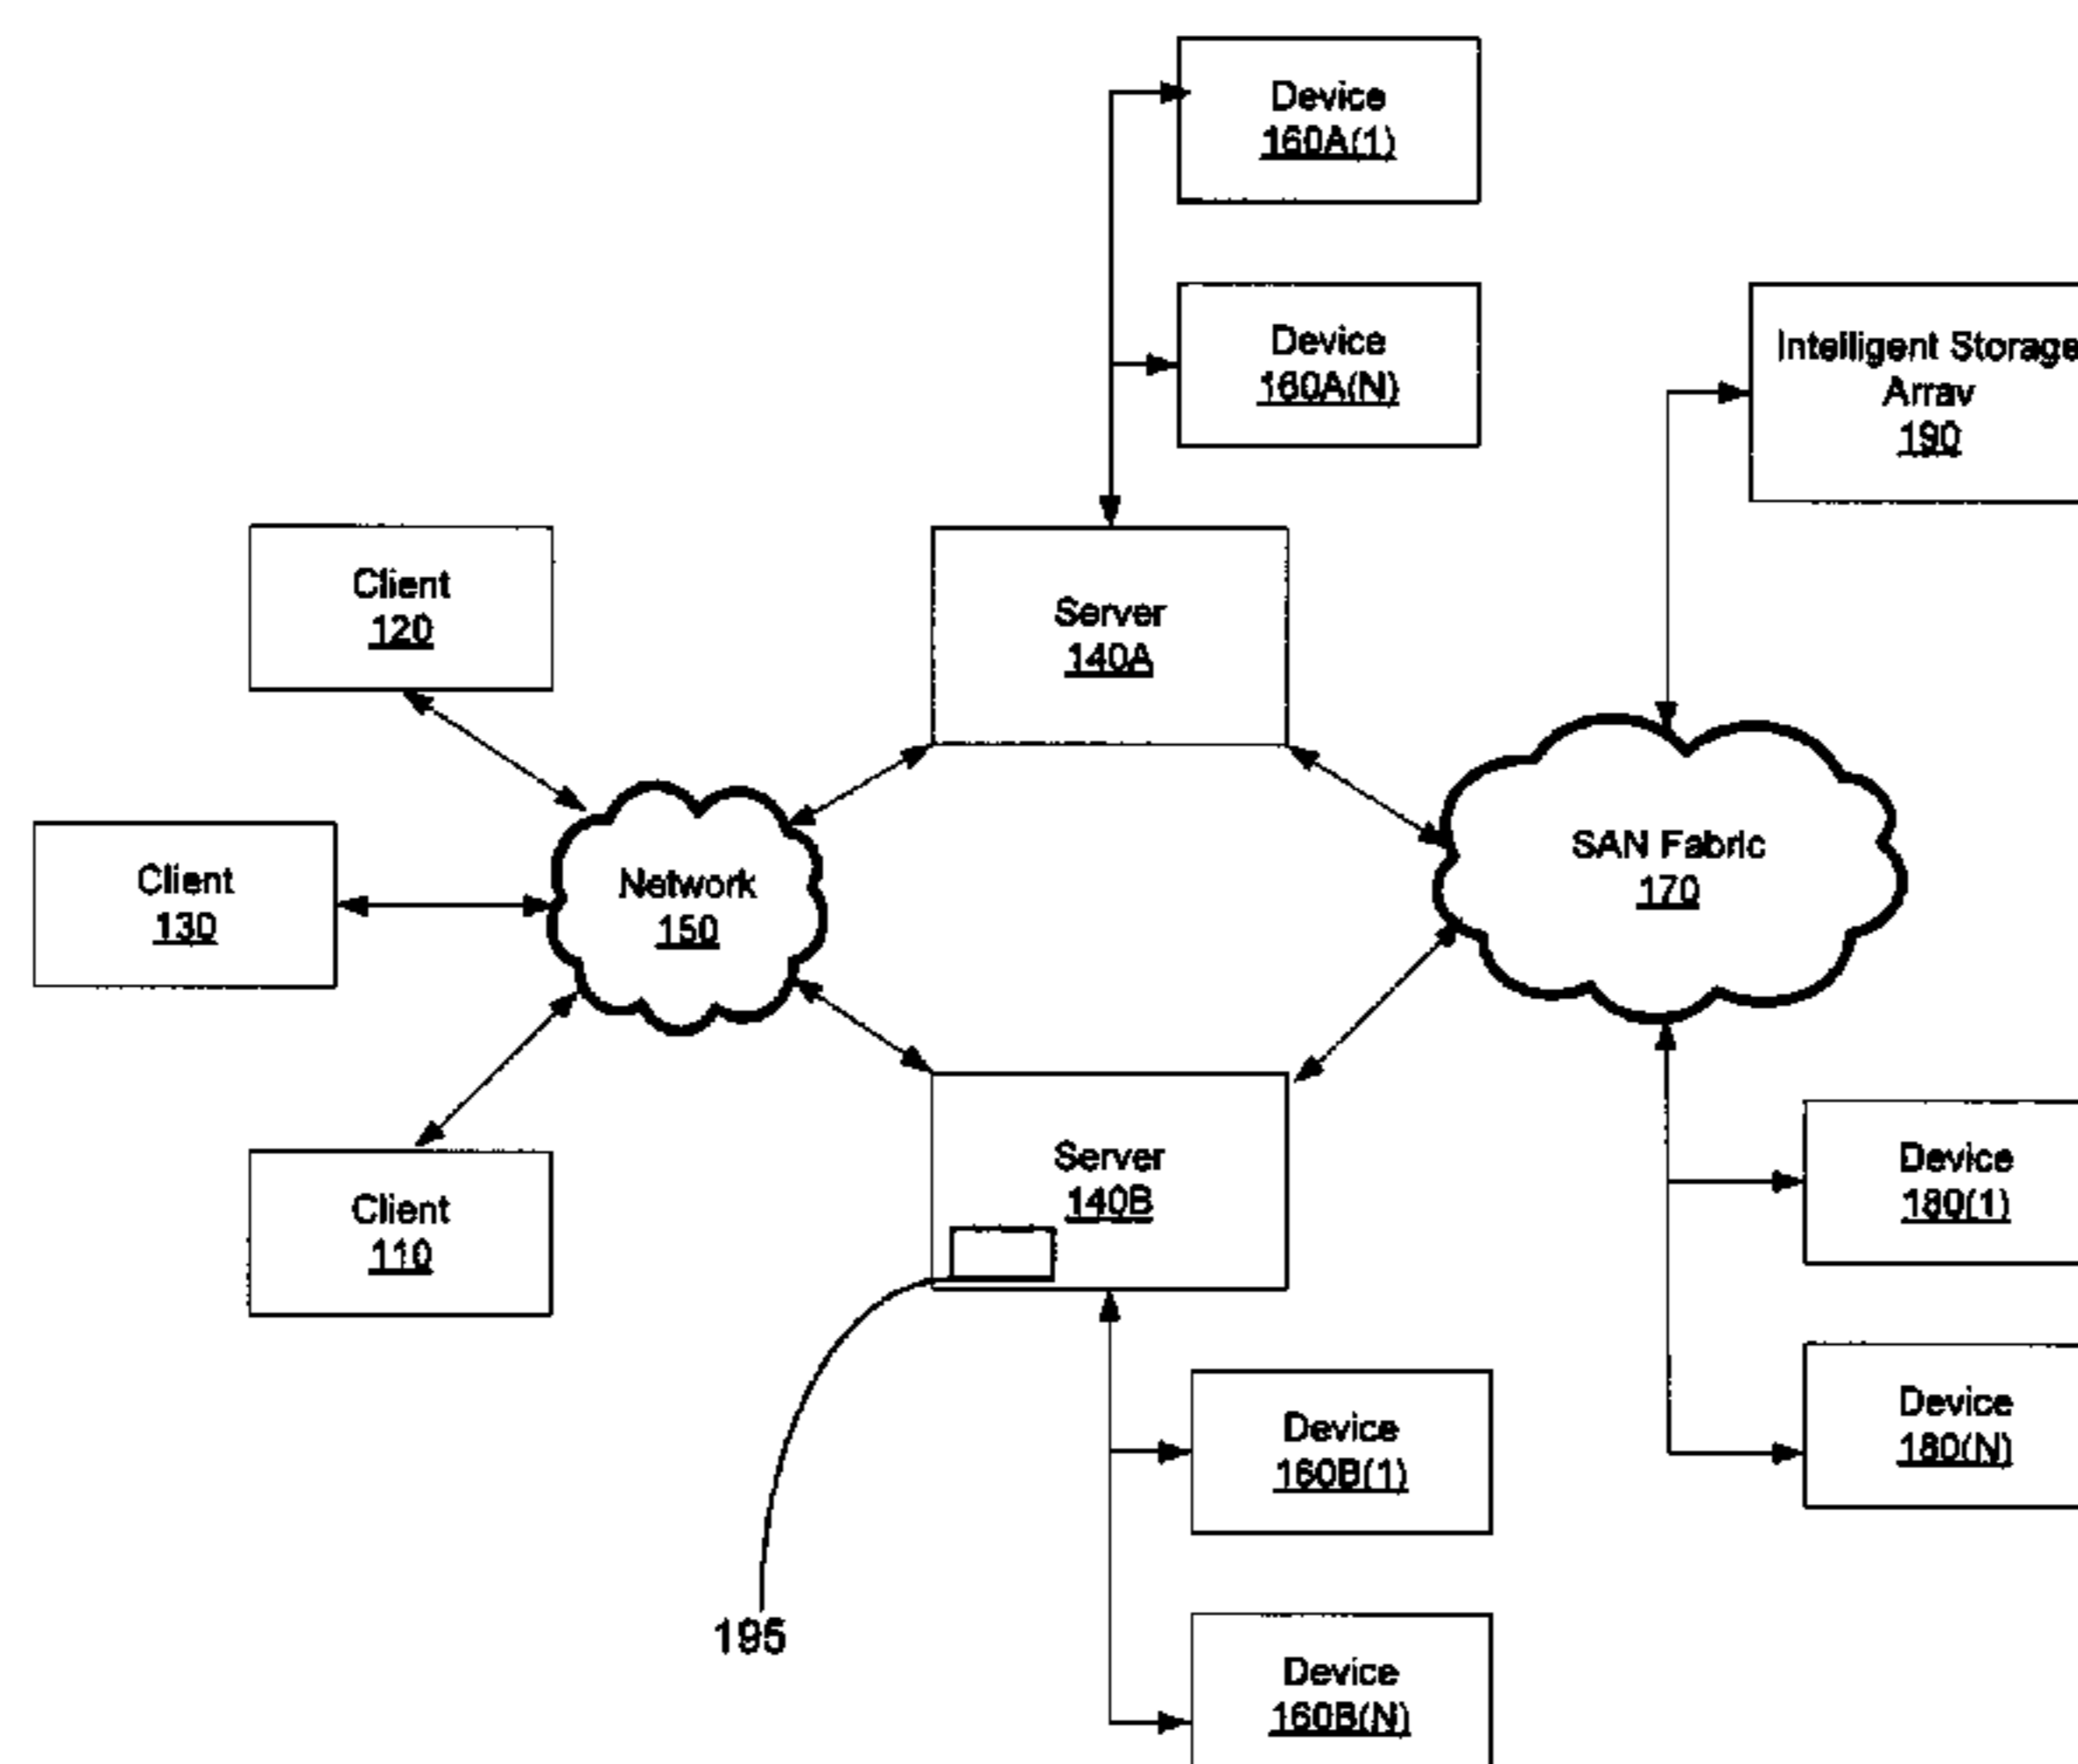 Device
160A(1)
Device
160A(N)
Intelligent Storage
Array
190
Client
120
Server
140A
Client
130
Network
150
SAN Fabric
170
Client
110
Server
140B
Device
180(1)
Device
180(N)
Device
160B(1)
195
Device
160B(N)